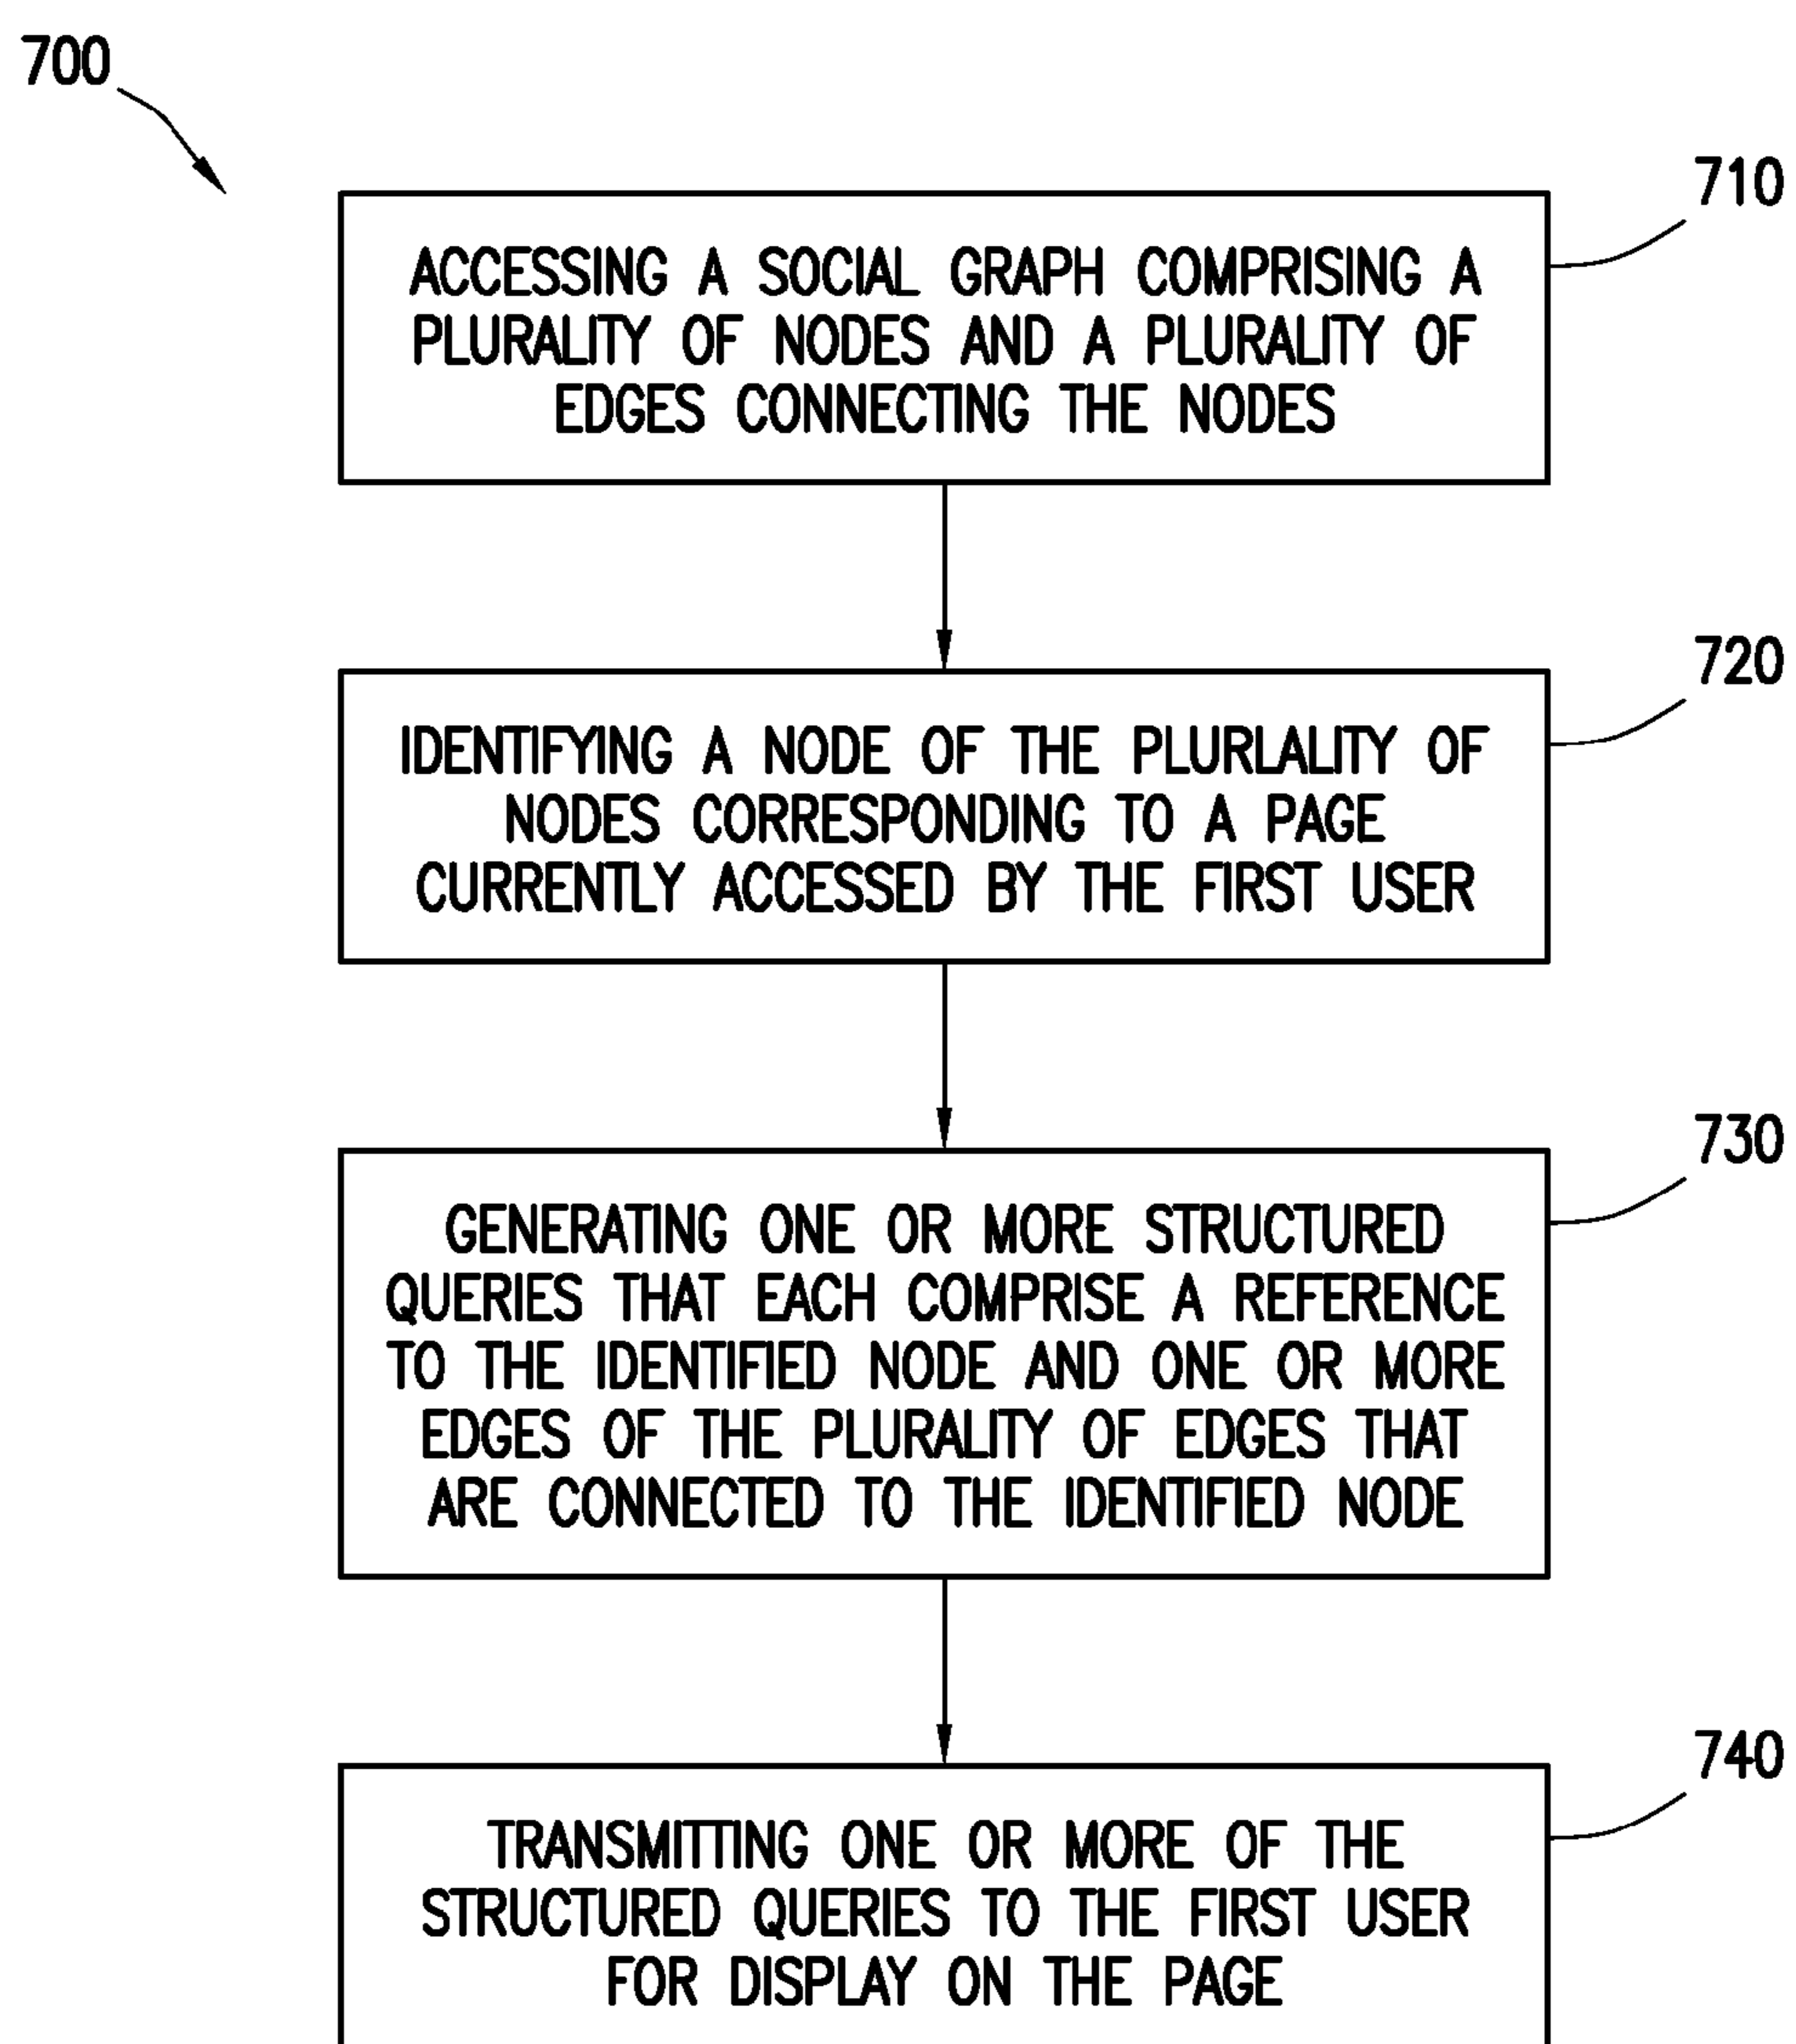 700
710
ACCESSING A SOCIAL GRAPH COMPRISING A
PLURALITY OF NODES AND A PLURALITY OF
EDGES CONNECTING THE NODES
720
IDENTIFYING A NODE OF THE PLURLALITY OF
NODES CORRESPONDING TO A PAGE
CURRENTLY ACCESSED BY THE FIRST USER
730
GENERATING ONE OR MORE STRUCTURED
QUERIES THAT EACH COMPRISE A REFERENCE
TO THE IDENTIFIED NODE AND ONE OR MORE
EDGES OF THE PLURALITY OF EDGES THAT
ARE CONNECTED TO THE IDENTIFIED NODE
740
TRANSMITTING ONE OR MORE OF THE
STRUCTURED QUERIES TO THE FIRST USER
FOR DISPLAY ON THE PAGE